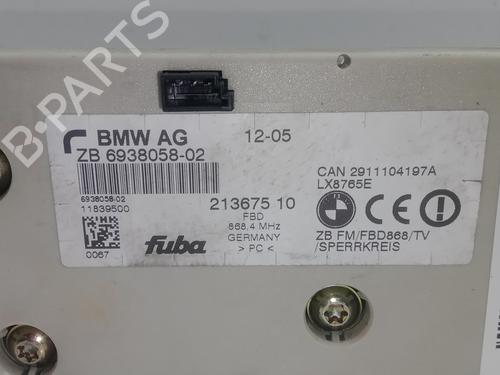 B-PARTS
BMW AG
12-05
ZB 6938058-02
6938058-02
11839500
0067
213675 10
FBD
868,4 MHz
GERMANY
> PC <
fuba
CAN 2911104197A
LX8765E
ZB FM/FBD868/TV
/SPERRKREIS